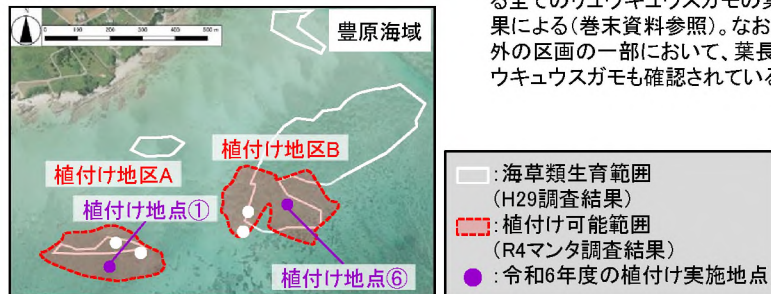 る全てのリュウキュウスガモの
果による(巻末資料参照)。なお
外の区画の一部において、葉長
ウキュウスガモも確認されている
豊原海域
0 100 200 300 400 500 m
植付け地区A
植付け地区B
植付け地点①
植付け地点⑥
:海草類生育範囲
(H29調査結果)
:植付け可能範囲
(R4マンタ調査結果)
:令和6年度の植付け実施地点